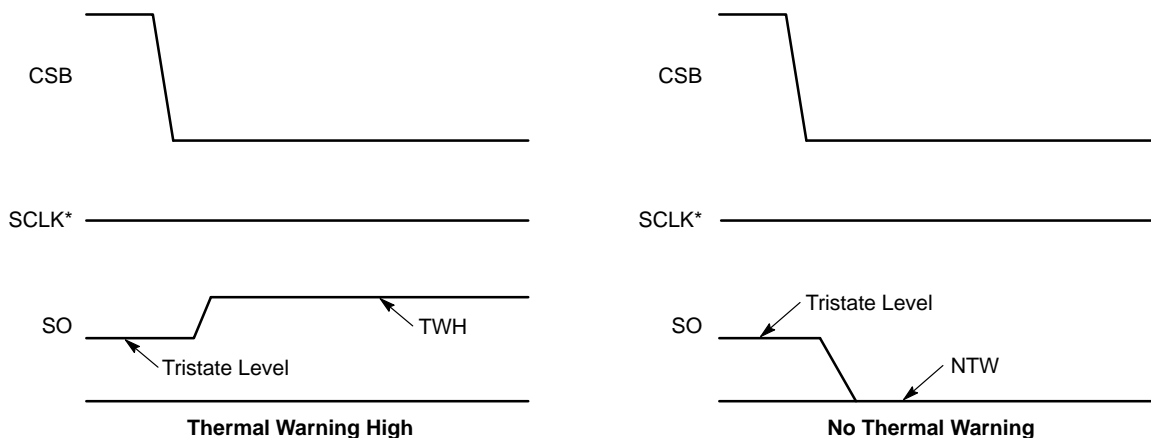 CSB
SCLK*
SO
TWH
Tristate Level
Thermal Warning High
CSB
SCLK*
SO
Tristate Level
NTW
No Thermal Warning